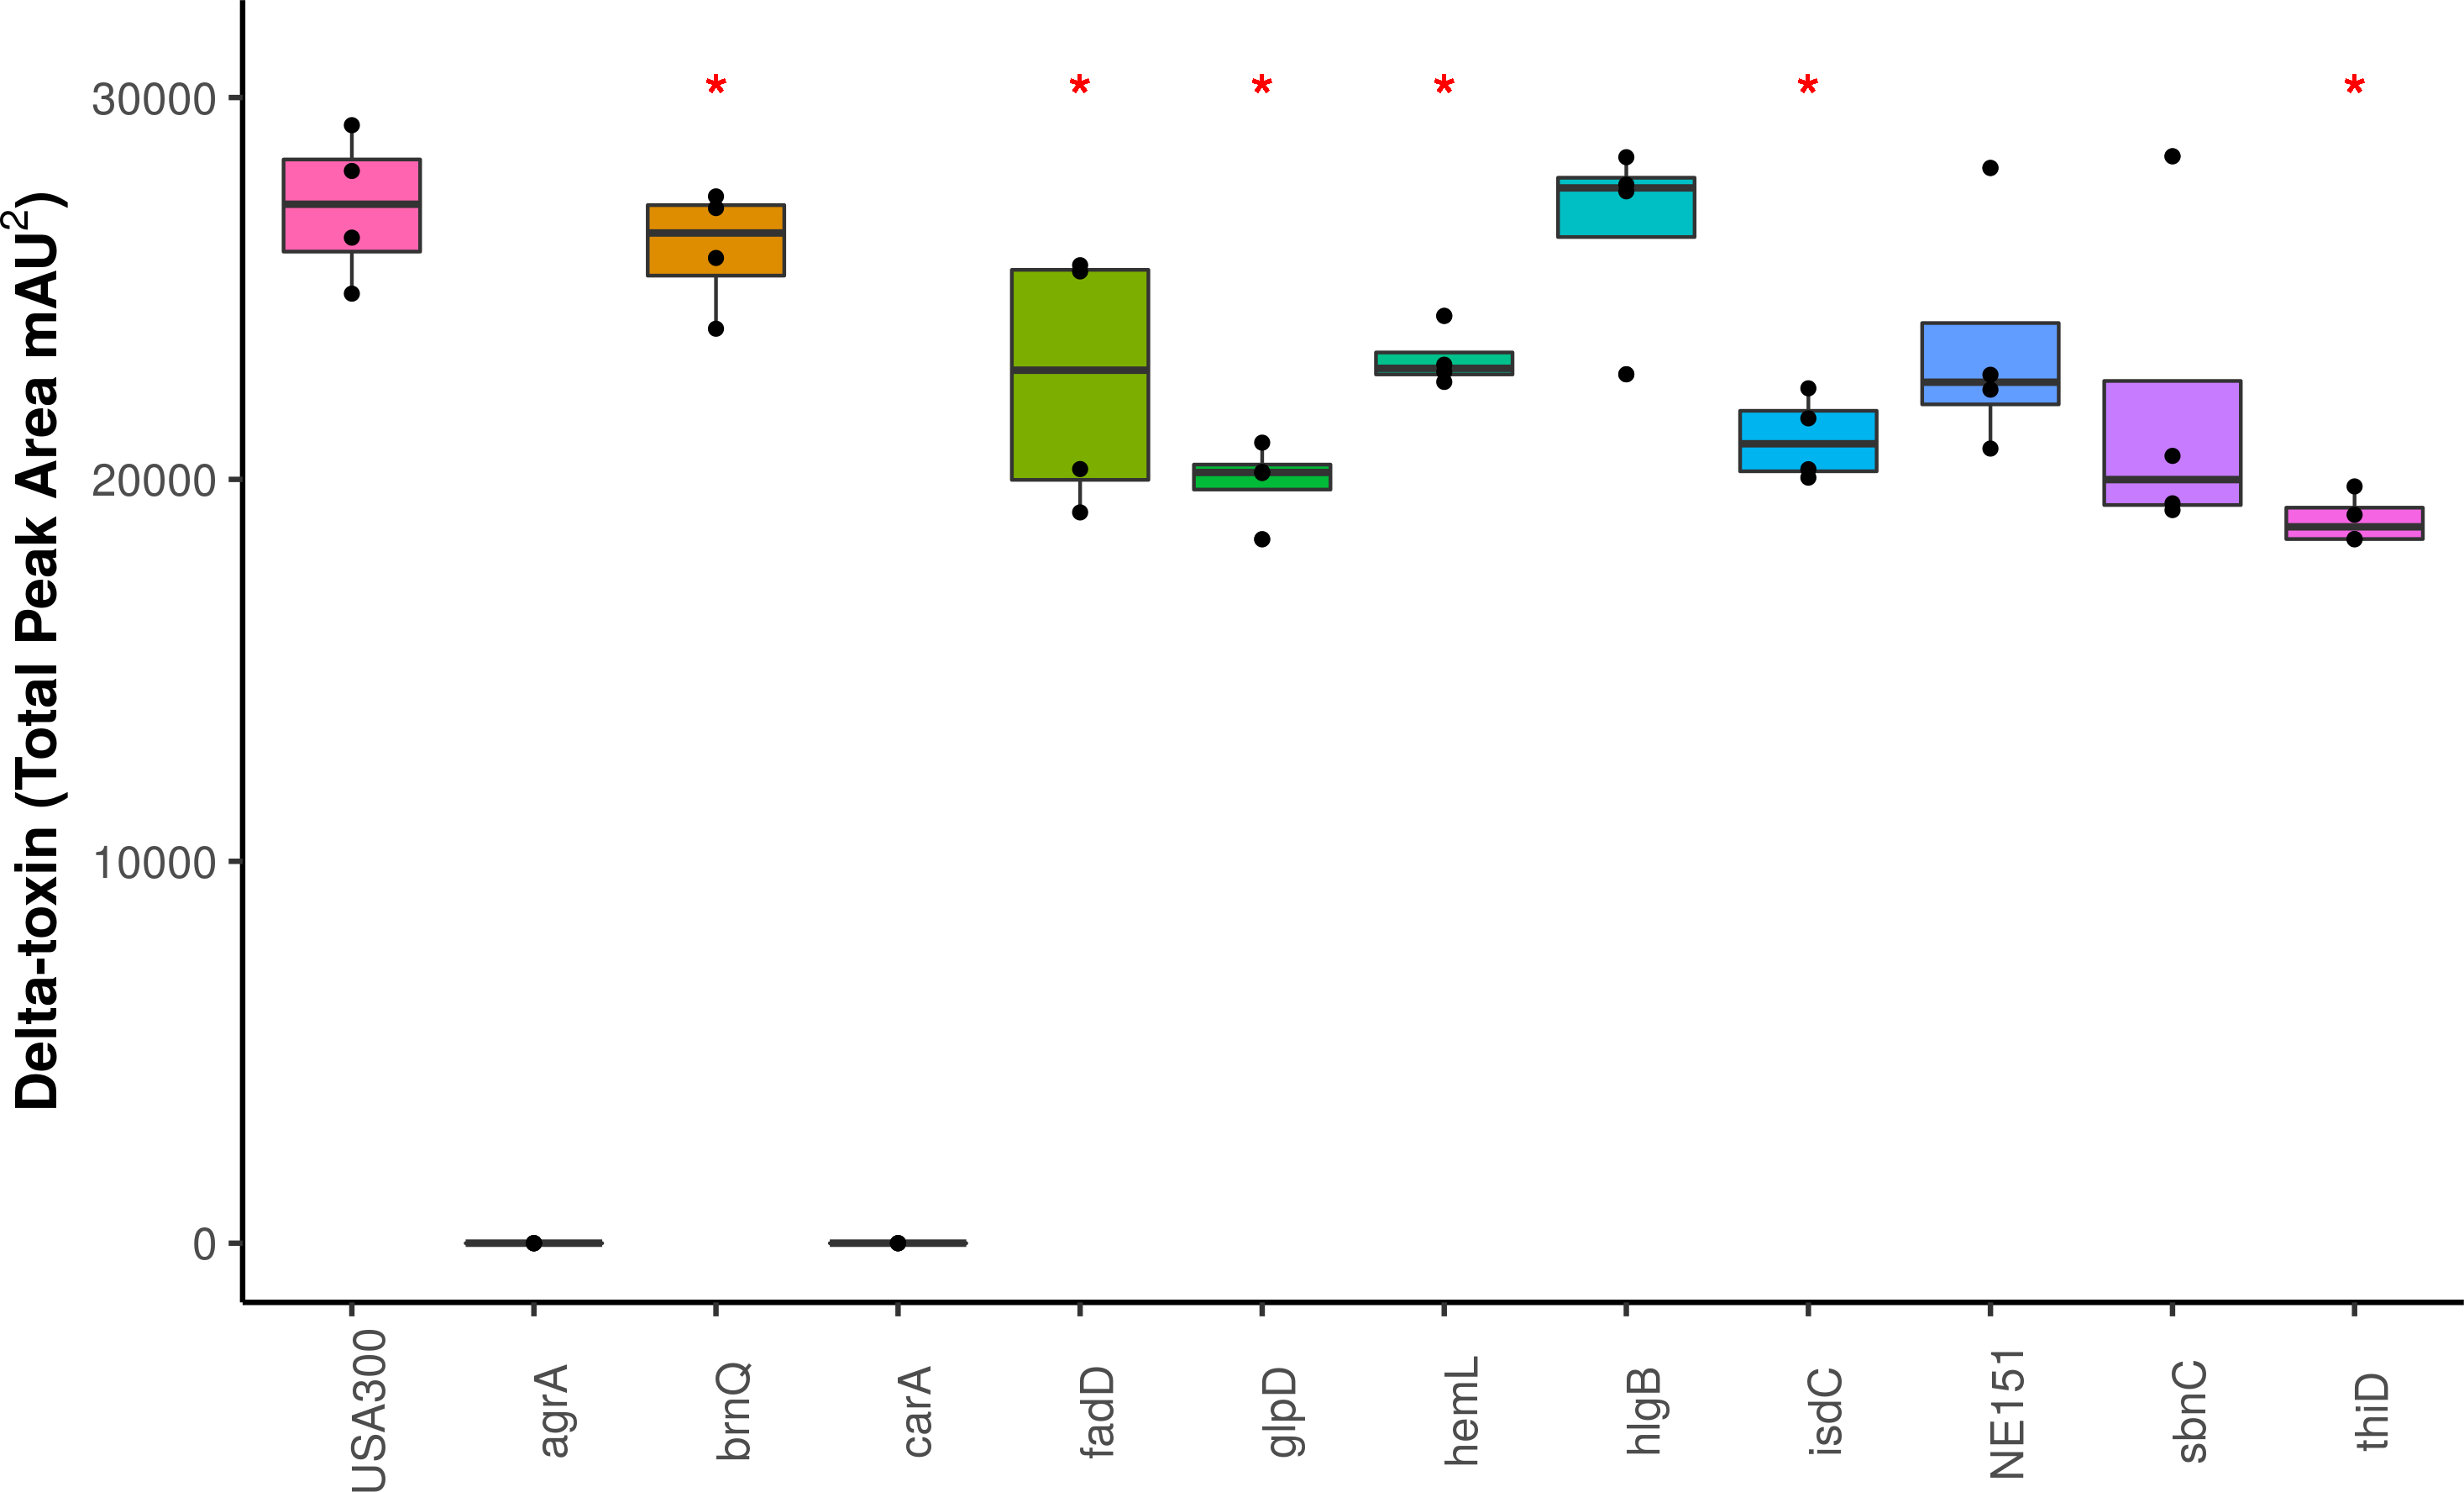 Delta-toxin (Total Peak Area mAU²)
30000
20000
10000
0
* * * * * *
USA300 agrA brnQ carA fadD glpD hemL hlgB isdC NE151 sbnC thiD